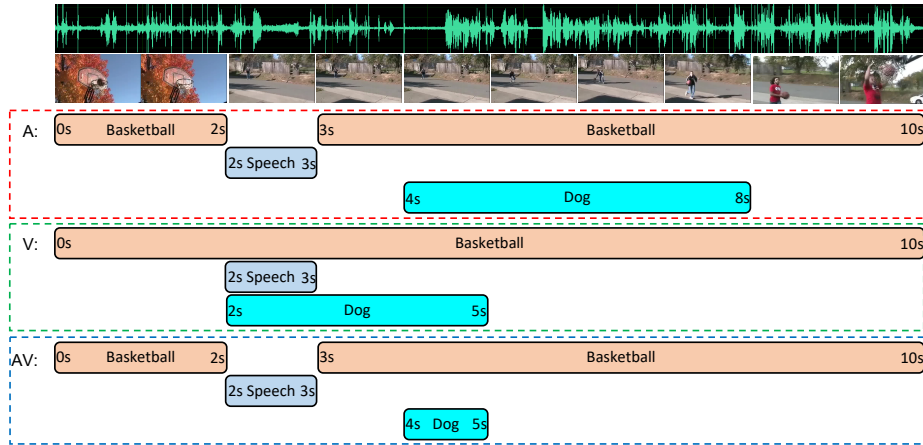 A: 0s Basketball 2s 3s Basketball 10s
2s Speech 3s
4s Dog 8s
V: 0s Basketball 10s
2s Speech 3s
2s Dog 5s
AV: 0s Basketball 2s 3s Basketball 10s
2s Speech 3s
4s Dog 5s